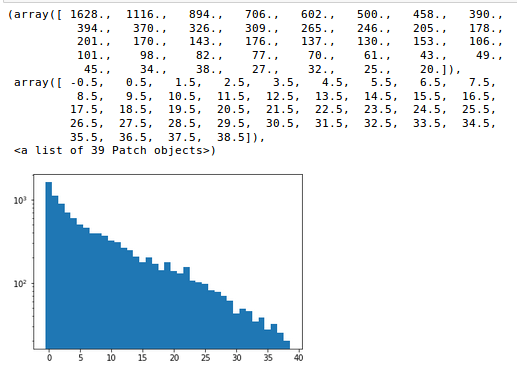 (array([ 1628., 1116., 894., 706., 602., 500., 458., 390.,
394., 370., 326., 309., 265., 246., 205., 178.,
201., 170., 143., 176., 137., 130., 153., 106.,
101., 98., 82., 77., 70., 61., 43., 49.,
45., 34., 38., 27., 32., 25., 20.]),
array([ -0.5, 0.5, 1.5, 2.5, 3.5, 4.5, 5.5, 6.5, 7.5,
8.5, 9.5, 10.5, 11.5, 12.5, 13.5, 14.5, 15.5, 16.5,
17.5, 18.5, 19.5, 20.5, 21.5, 22.5, 23.5, 24.5, 25.5,
26.5, 27.5, 28.5, 29.5, 30.5, 31.5, 32.5, 33.5, 34.5,
35.5, 36.5, 37.5, 38.5]),
<a list of 39 Patch objects>)
10³
10²
0 5 10 15 20 25 30 35 40